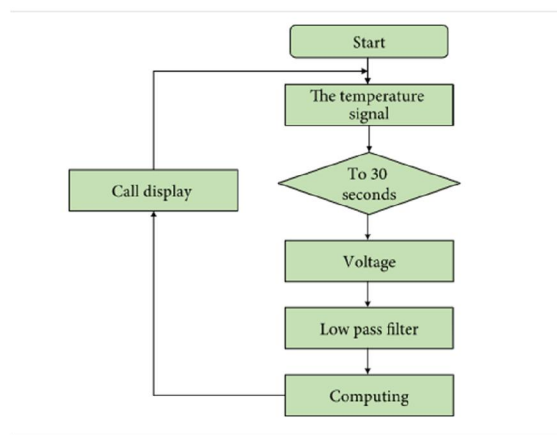 Start
The temperature
signal
To 30
seconds
Call display
Voltage
Low pass filter
Computing